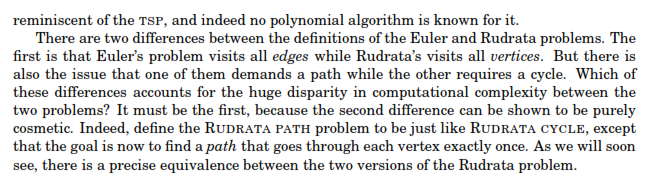 reminiscent of the TSP, and indeed no polynomial algorithm is known for it.
There are two differences between the definitions of the Euler and Rudrata problems. The
first is that Euler's problem visits all edges while Rudrata's visits all vertices. But there is
also the issue that one of them demands a path while the other requires a cycle. Which of
these differences accounts for the huge disparity in computational complexity between the
two problems? It must be the first, because the second difference can be shown to be purely
cosmetic. Indeed, define the RUDRATA PATH problem to be just like RUDRATA CYCLE, except
that the goal is now to find a path that goes through each vertex exactly once. As we will soon
see, there is a precise equivalence between the two versions of the Rudrata problem.